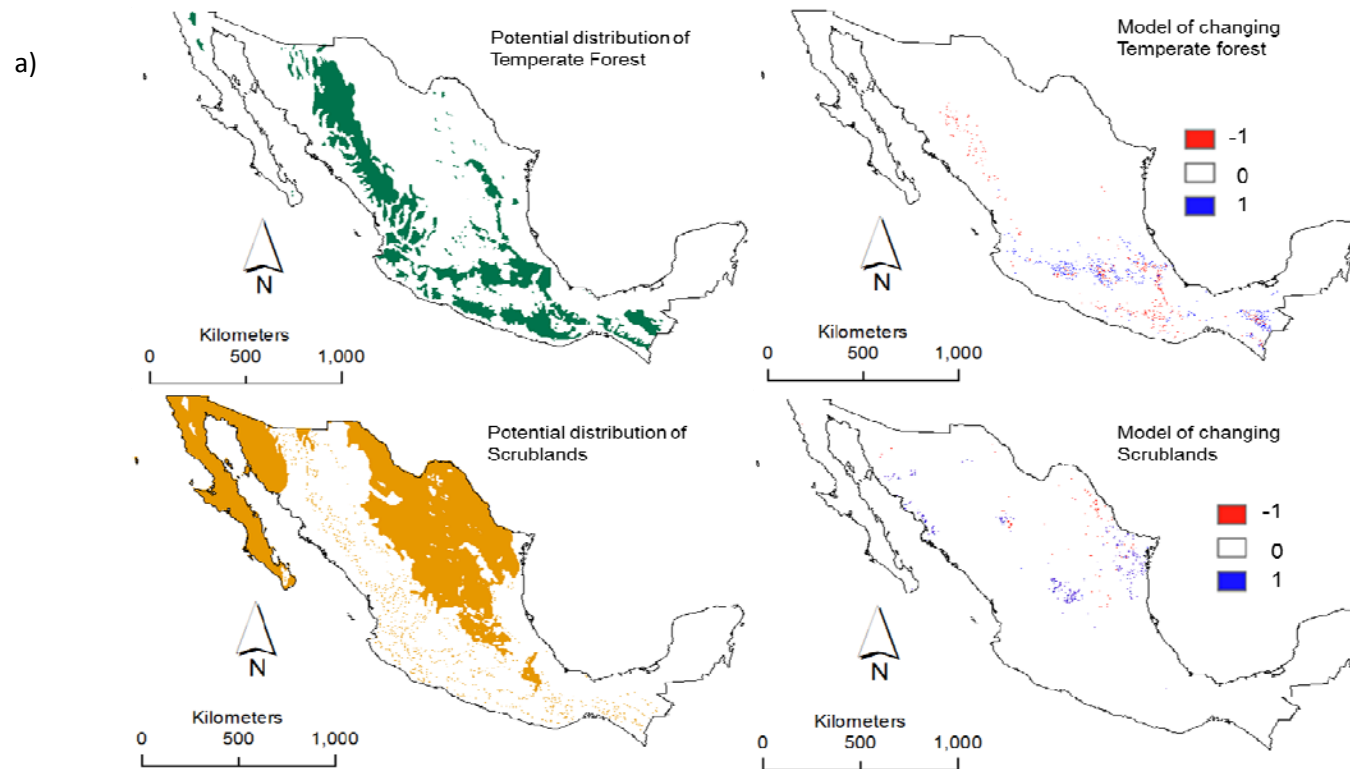 a)
Potential distribution of
Temperate Forest
N
Kilometers
0 500 1,000
Model of changing
Temperate forest
-1
0
1
N
Kilometers
0 500 1,000
Potential distribution of
Scrublands
N
Kilometers
0 500 1,000
Model of changing
Scrublands
-1
0
1
N
Kilometers
0 500 1,000